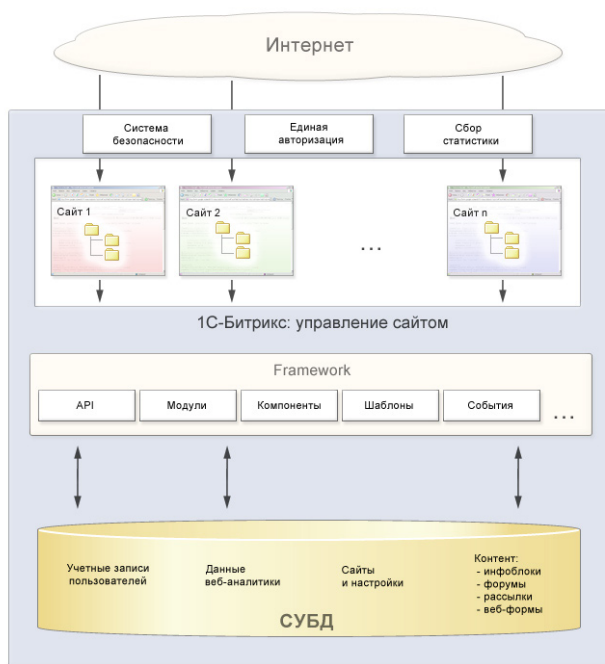 Интернет
Система
безопасности
Единая
авторизация
Сбор
статистики
Сайт 1
Сайт 2
...
Сайт n
1С-Битрикс: управление сайтом
Framework
API
Модули
Компоненты
Шаблоны
События
...
Учетные записи
пользователей
Данные
веб-аналитики
Сайты
и настройки
Контент:
- инфоблоки
- форумы
- рассылки
- веб-формы
СУБД